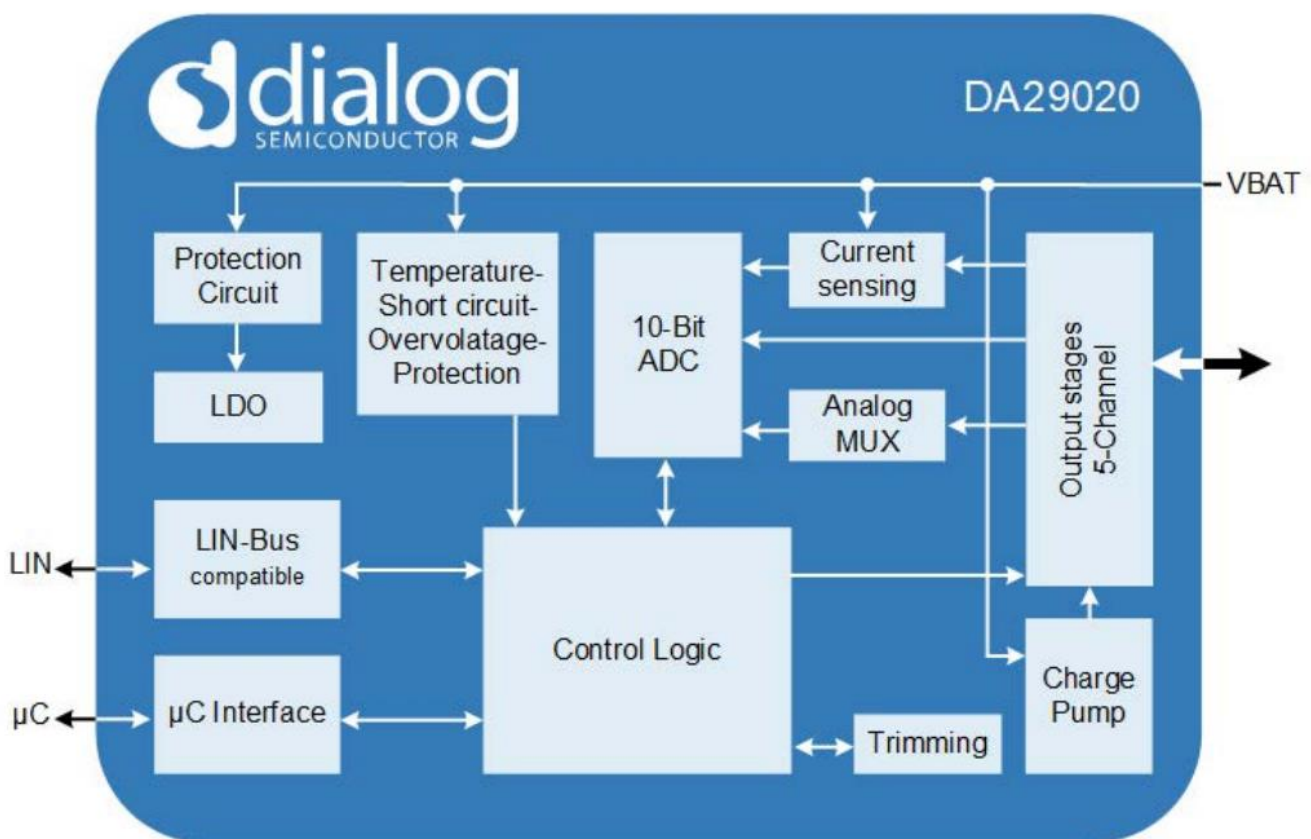 dialog
SEMICONDUCTOR
DA29020
VBAT
Protection
Circuit
Temperature-
Short circuit-
Overvolatage-
Protection
10-Bit
ADC
Current
sensing
Output stages
5-Channel
LDO
Analog
MUX
LIN
LIN-Bus
compatible
Control Logic
µC
µC Interface
Trimming
Charge
Pump